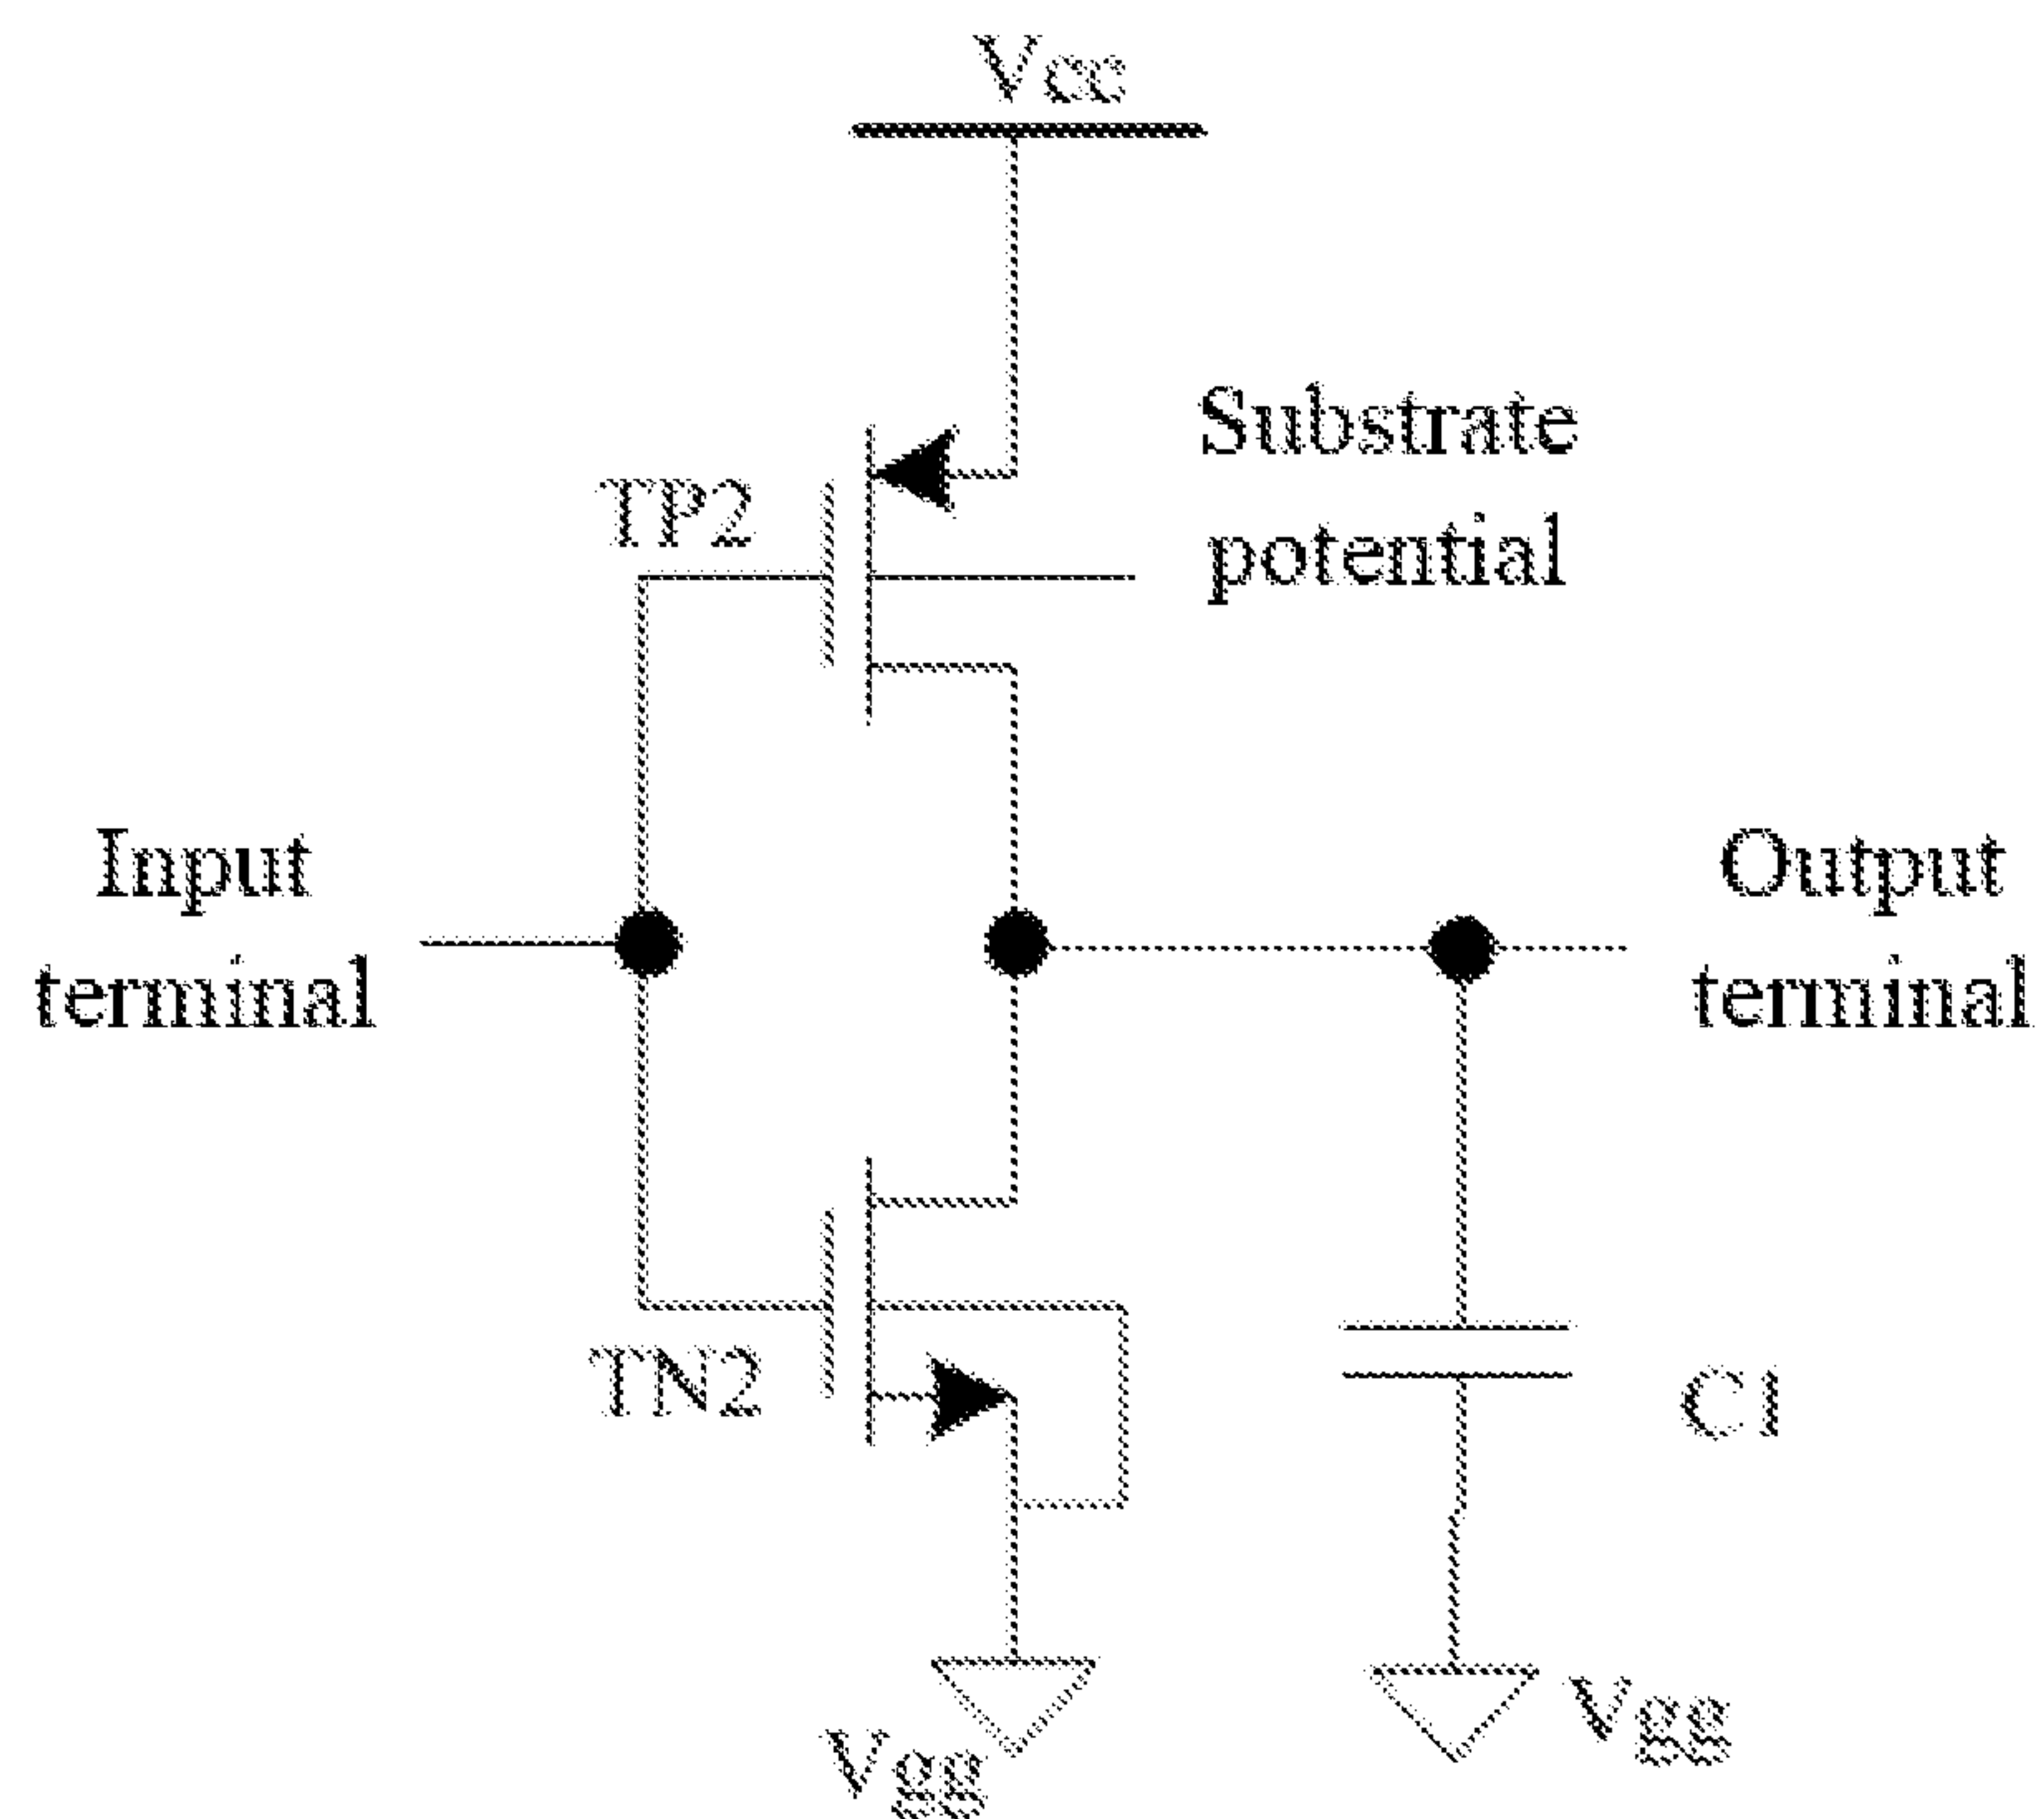 Vcc
Substrate
potential
TP2
Input
terminal
Output
terminal
TN2
C1
Vgg
Vgg